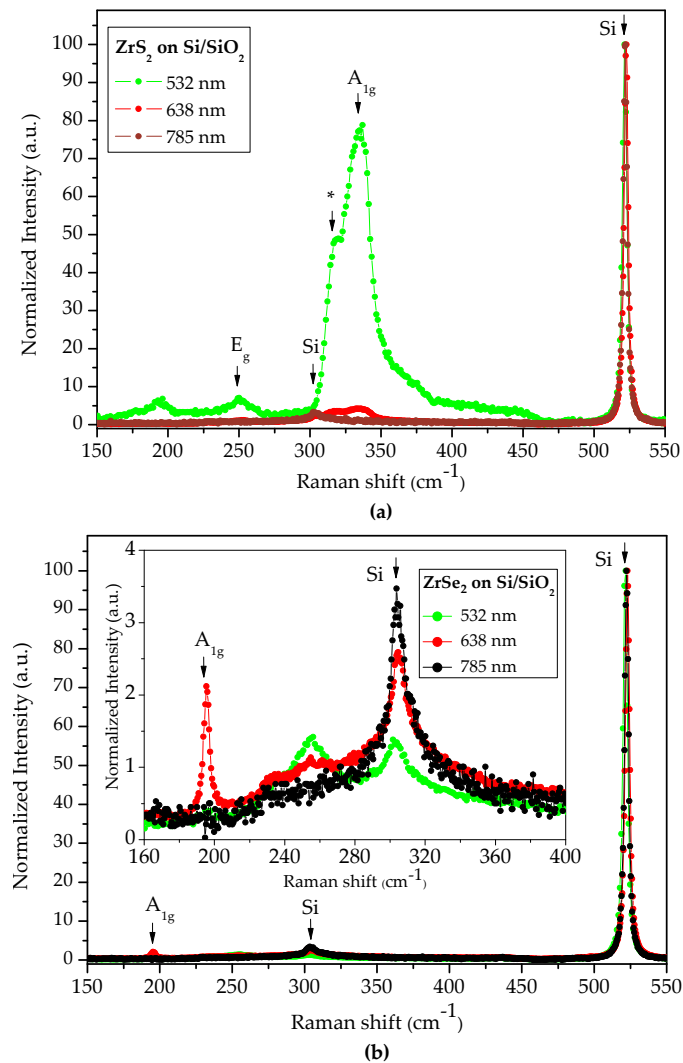 ZrS₂ on Si/SiO₂
532 nm
638 nm
785 nm
Si
A₁g
*
E_g
Si
Normalized Intensity (a.u.)
100
90
80
70
60
50
40
30
20
10
0
150 200 250 300 350 400 450 500 550
Raman shift (cm⁻¹)
(a)
ZrSe₂ on Si/SiO₂
532 nm
638 nm
785 nm
Si
A₁g
Normalized Intensity (a.u.)
4
3
2
1
0
160 200 240 280 320 360 400
Raman shift (cm⁻¹)
Si
A₁g
Si
Normalized Intensity (a.u.)
100
90
80
70
60
50
40
30
20
10
0
150 200 250 300 350 400 450 500 550
Raman shift (cm⁻¹)
(b)